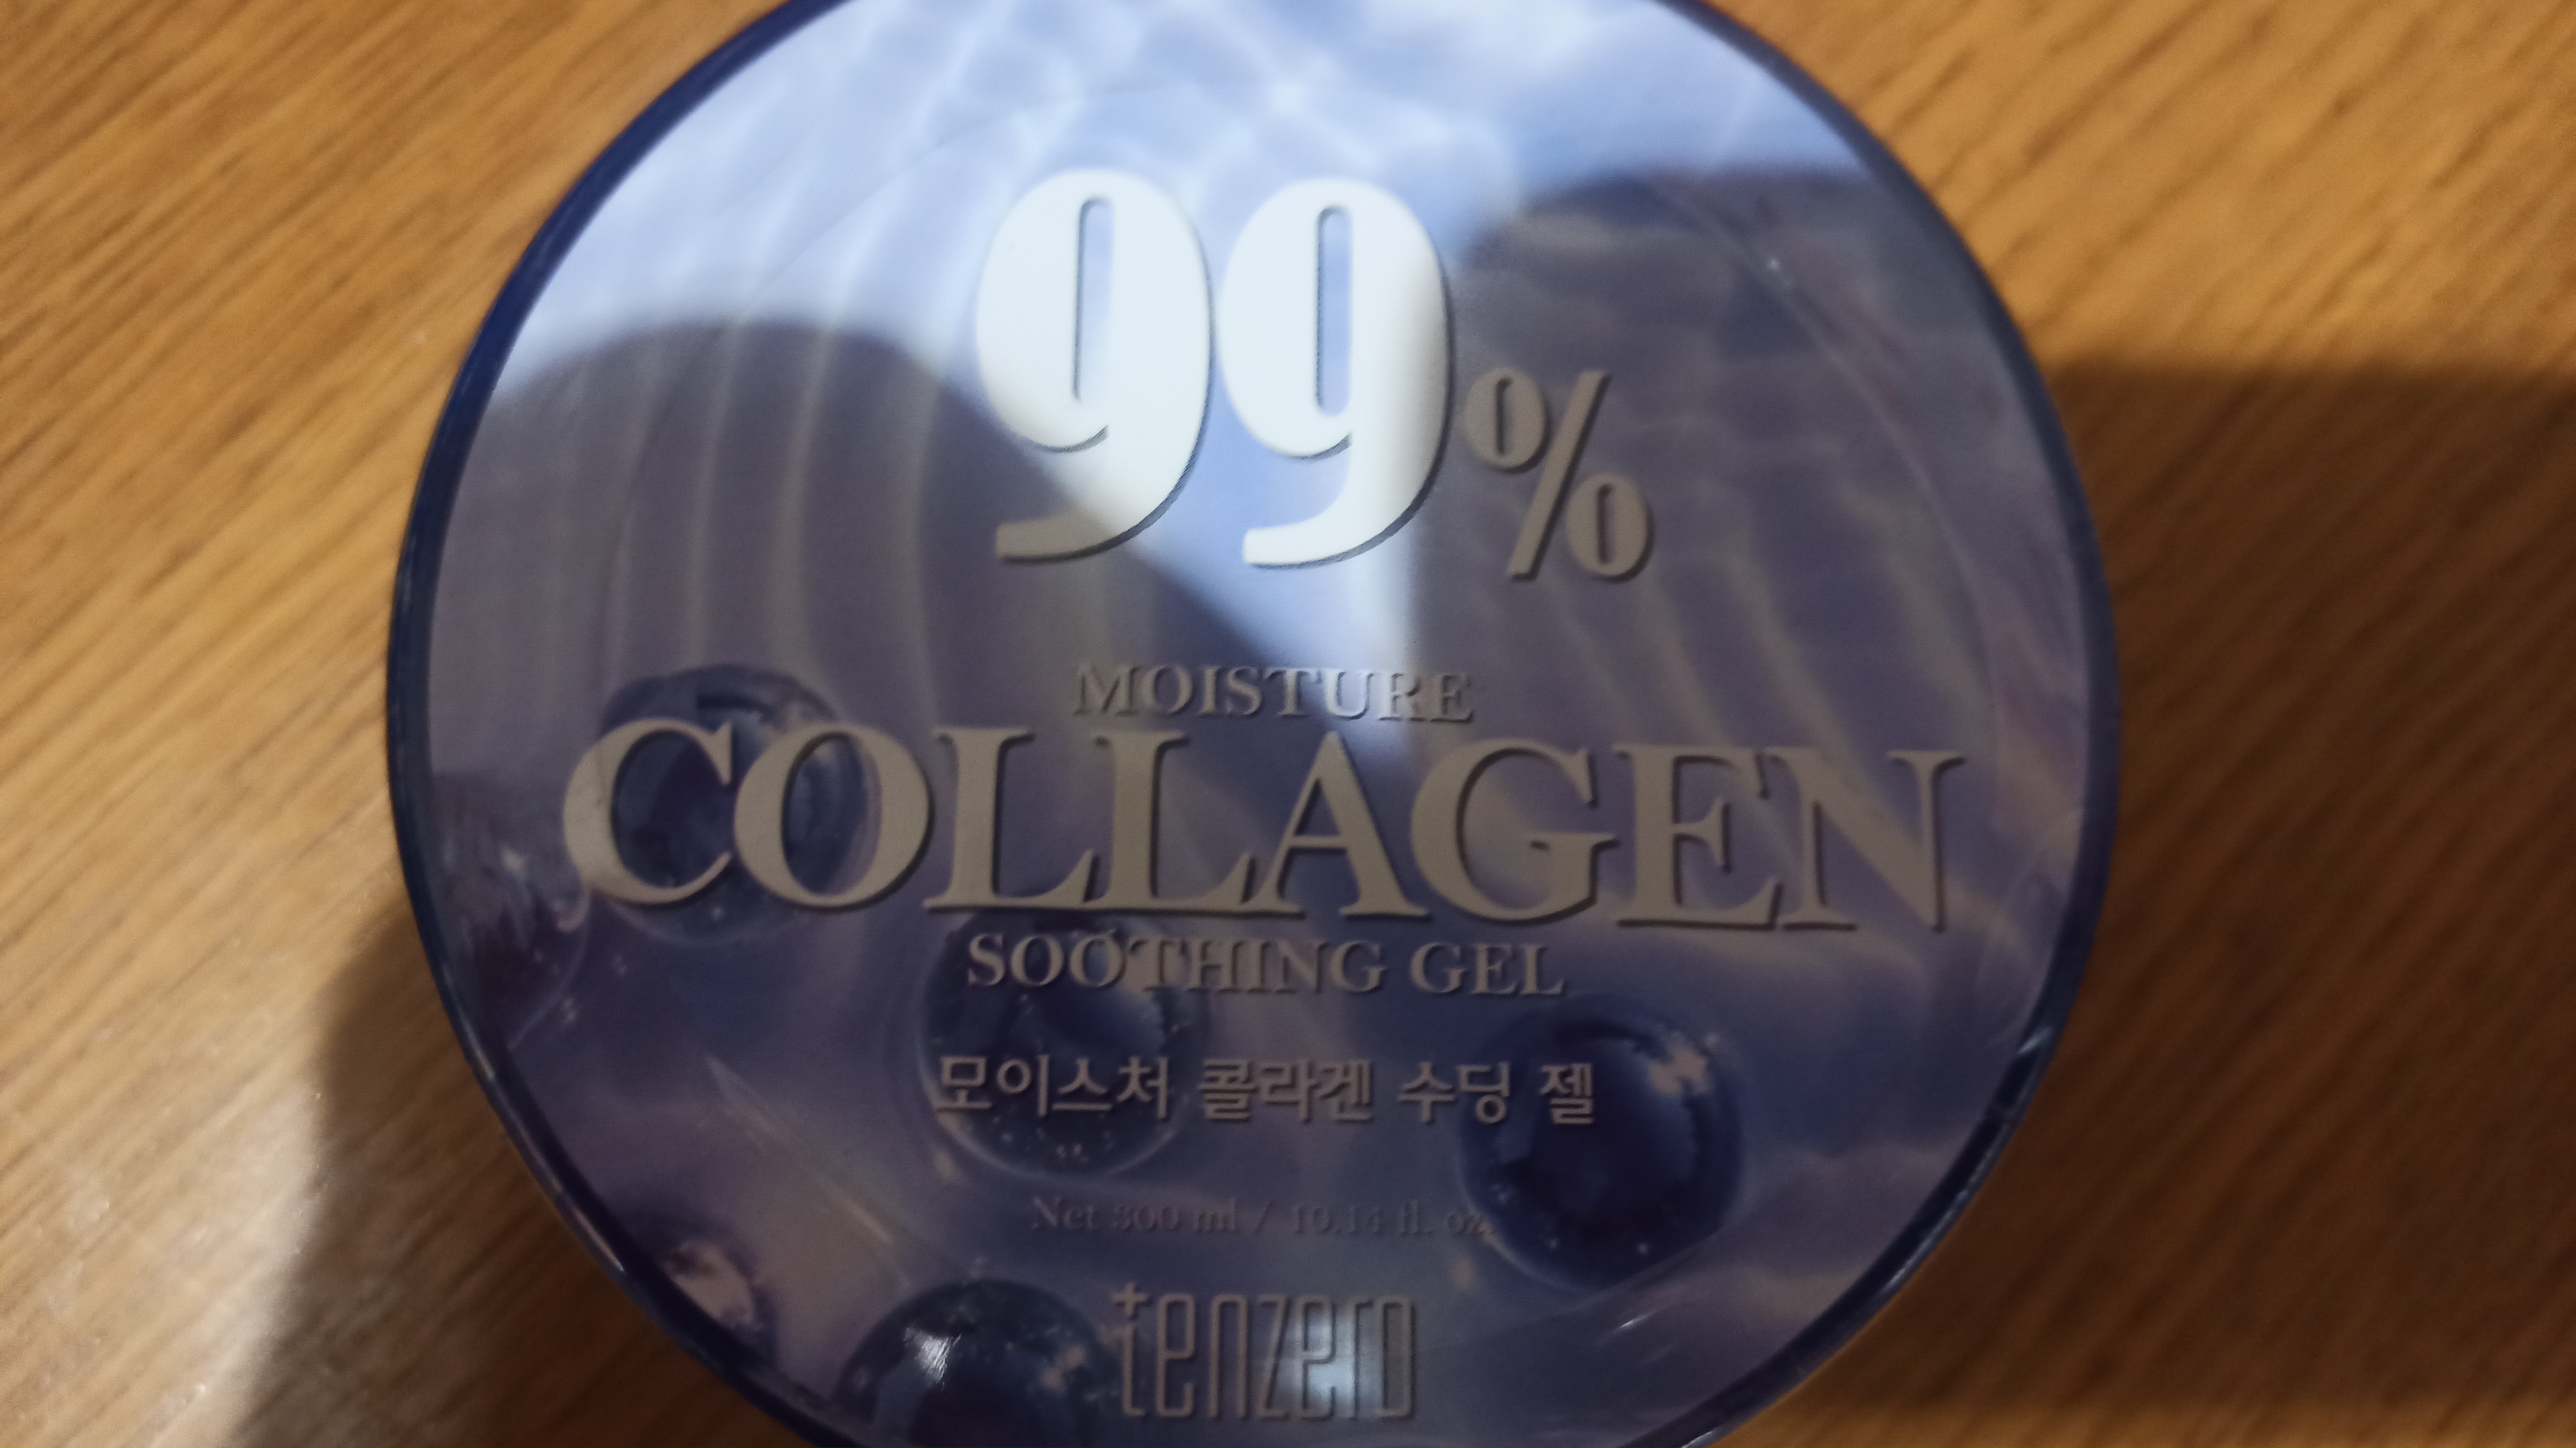 99%
MOISTURE
COLLAGEN
SOOTHING GEL
모이스처 콜라겐 수딩 젤
Net 300 ml / 10.14 fl. oz.
tenzero